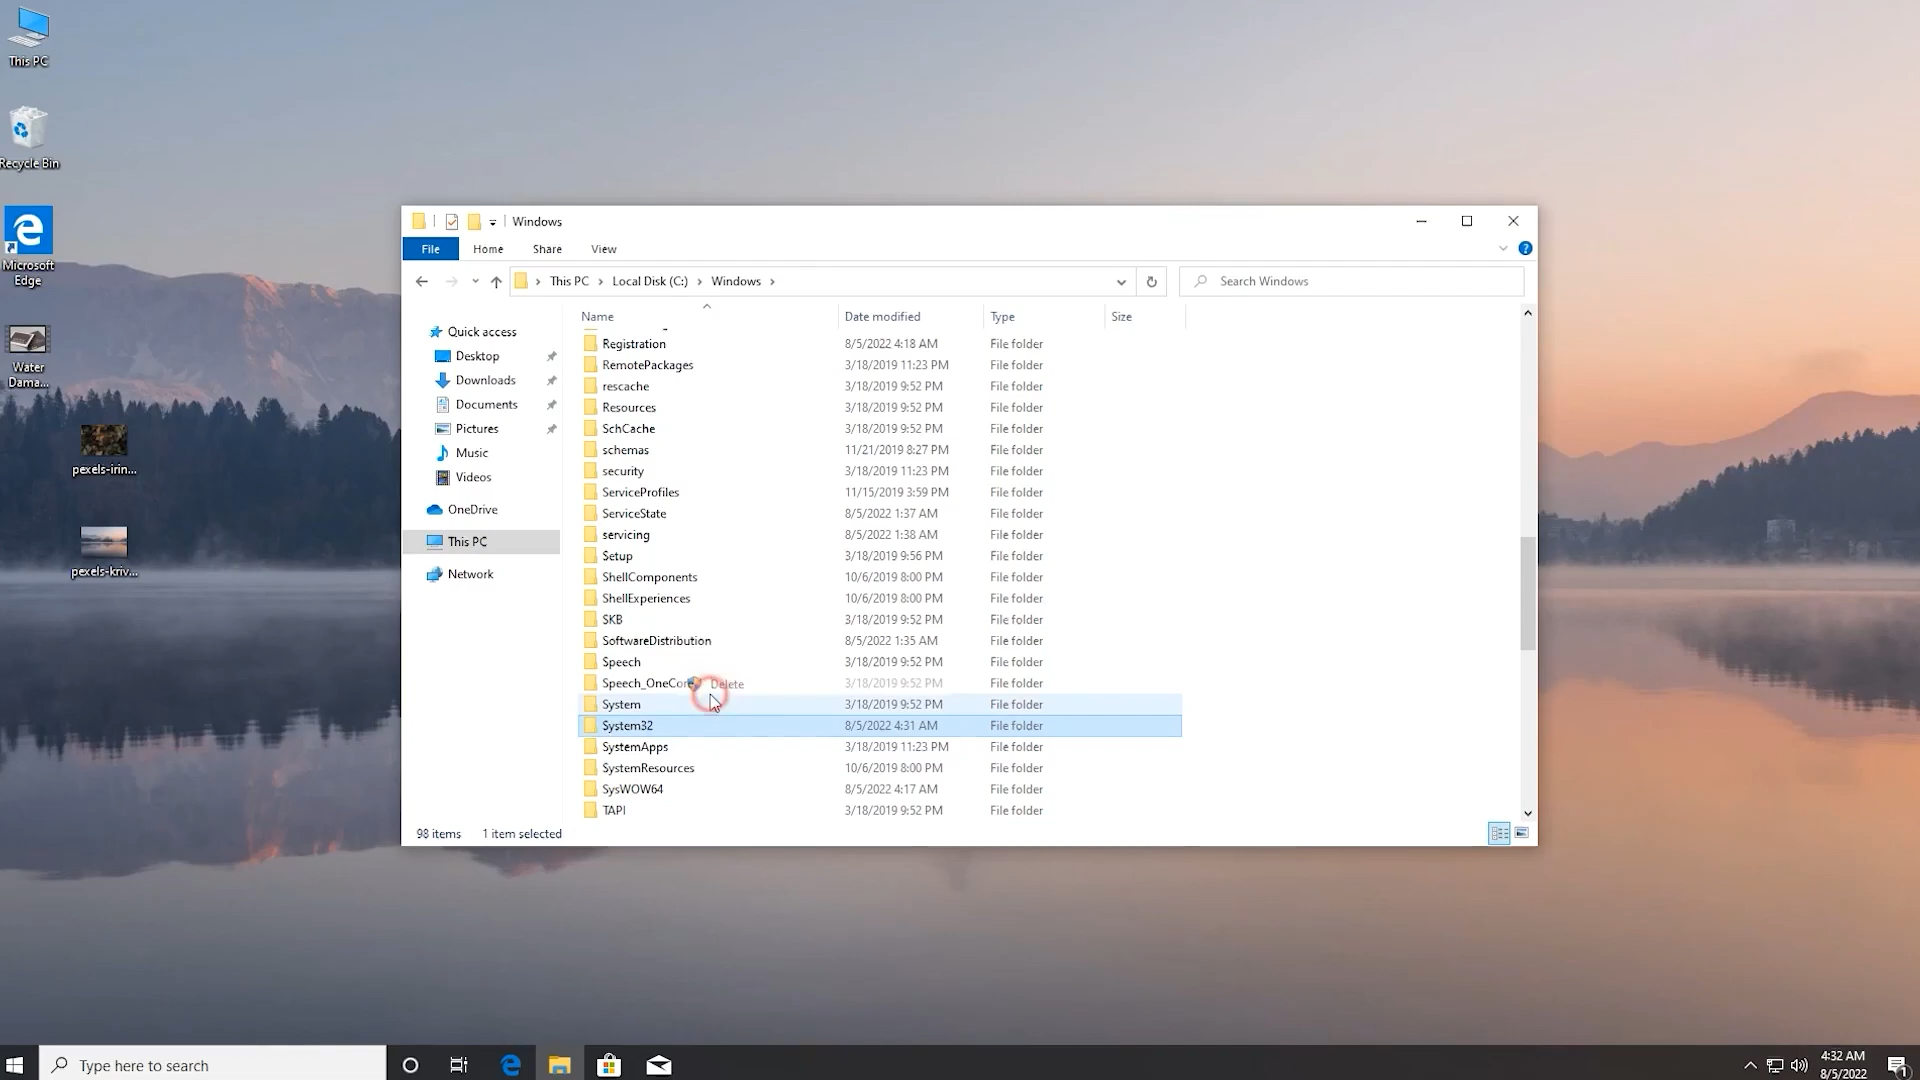 This PC
Recycle Bin
Microsoft
Edge
Water
Dama...
pexels-irin...
pexels-kriv...
Windows
File Home Share View
This PC Local Disk (C:) Windows
Search Windows
Quick access
Desktop
Downloads
Documents
Pictures
Music
Videos
OneDrive
This PC
Network
Name Date modified Type Size
Registration 8/5/2022 4:18 AM File folder
RemotePackages 3/18/2019 11:23 PM File folder
rescache 3/18/2019 9:52 PM File folder
Resources 3/18/2019 9:52 PM File folder
SchCache 3/18/2019 9:52 PM File folder
schemas 11/21/2019 8:27 PM File folder
security 3/18/2019 11:23 PM File folder
ServiceProfiles 11/15/2019 3:59 PM File folder
ServiceState 8/5/2022 1:37 AM File folder
servicing 8/5/2022 1:38 AM File folder
Setup 3/18/2019 9:56 PM File folder
ShellComponents 10/6/2019 8:00 PM File folder
ShellExperiences 10/6/2019 8:00 PM File folder
SKB 3/18/2019 9:52 PM File folder
SoftwareDistribution 8/5/2022 1:35 AM File folder
Speech 3/18/2019 9:52 PM File folder
Speech_OneCore Delete 3/18/2019 9:52 PM File folder
System 3/18/2019 9:52 PM File folder
System32 8/5/2022 4:31 AM File folder
SystemApps 3/18/2019 11:23 PM File folder
SystemResources 10/6/2019 8:00 PM File folder
SysWOW64 8/5/2022 4:17 AM File folder
TAPI 3/18/2019 9:52 PM File folder
98 items 1 item selected
Type here to search
4:32 AM
8/5/2022
1